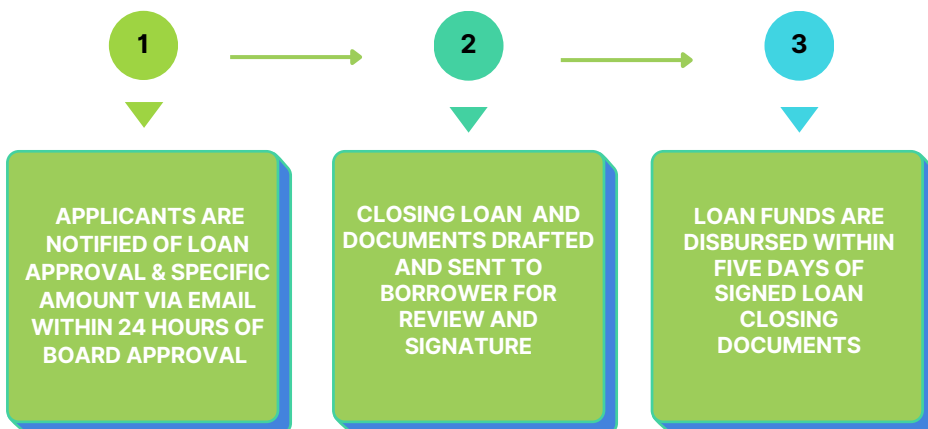 1
2
3
APPLICANTS ARE
NOTIFIED OF LOAN
APPROVAL & SPECIFIC
AMOUNT VIA EMAIL
WITHIN 24 HOURS OF
BOARD APPROVAL
CLOSING LOAN AND
DOCUMENTS DRAFTED
AND SENT TO
BORROWER FOR
REVIEW AND
SIGNATURE
LOAN FUNDS ARE
DISBURSED WITHIN
FIVE DAYS OF
SIGNED LOAN
CLOSING
DOCUMENTS